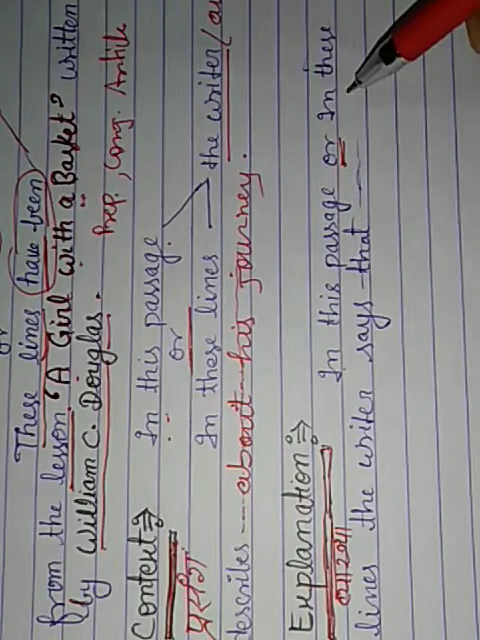 or
These lines have been
from the lesson "A Girl with a Basket" written
by William C. Douglas.
Prep., Conj. Article
Content⇒ In this passage
or
प्रसंग In these lines — the writer
describes --- about his journey.
Explanation⇒ In this passage or In these
व्याख्या
lines the writer says that —